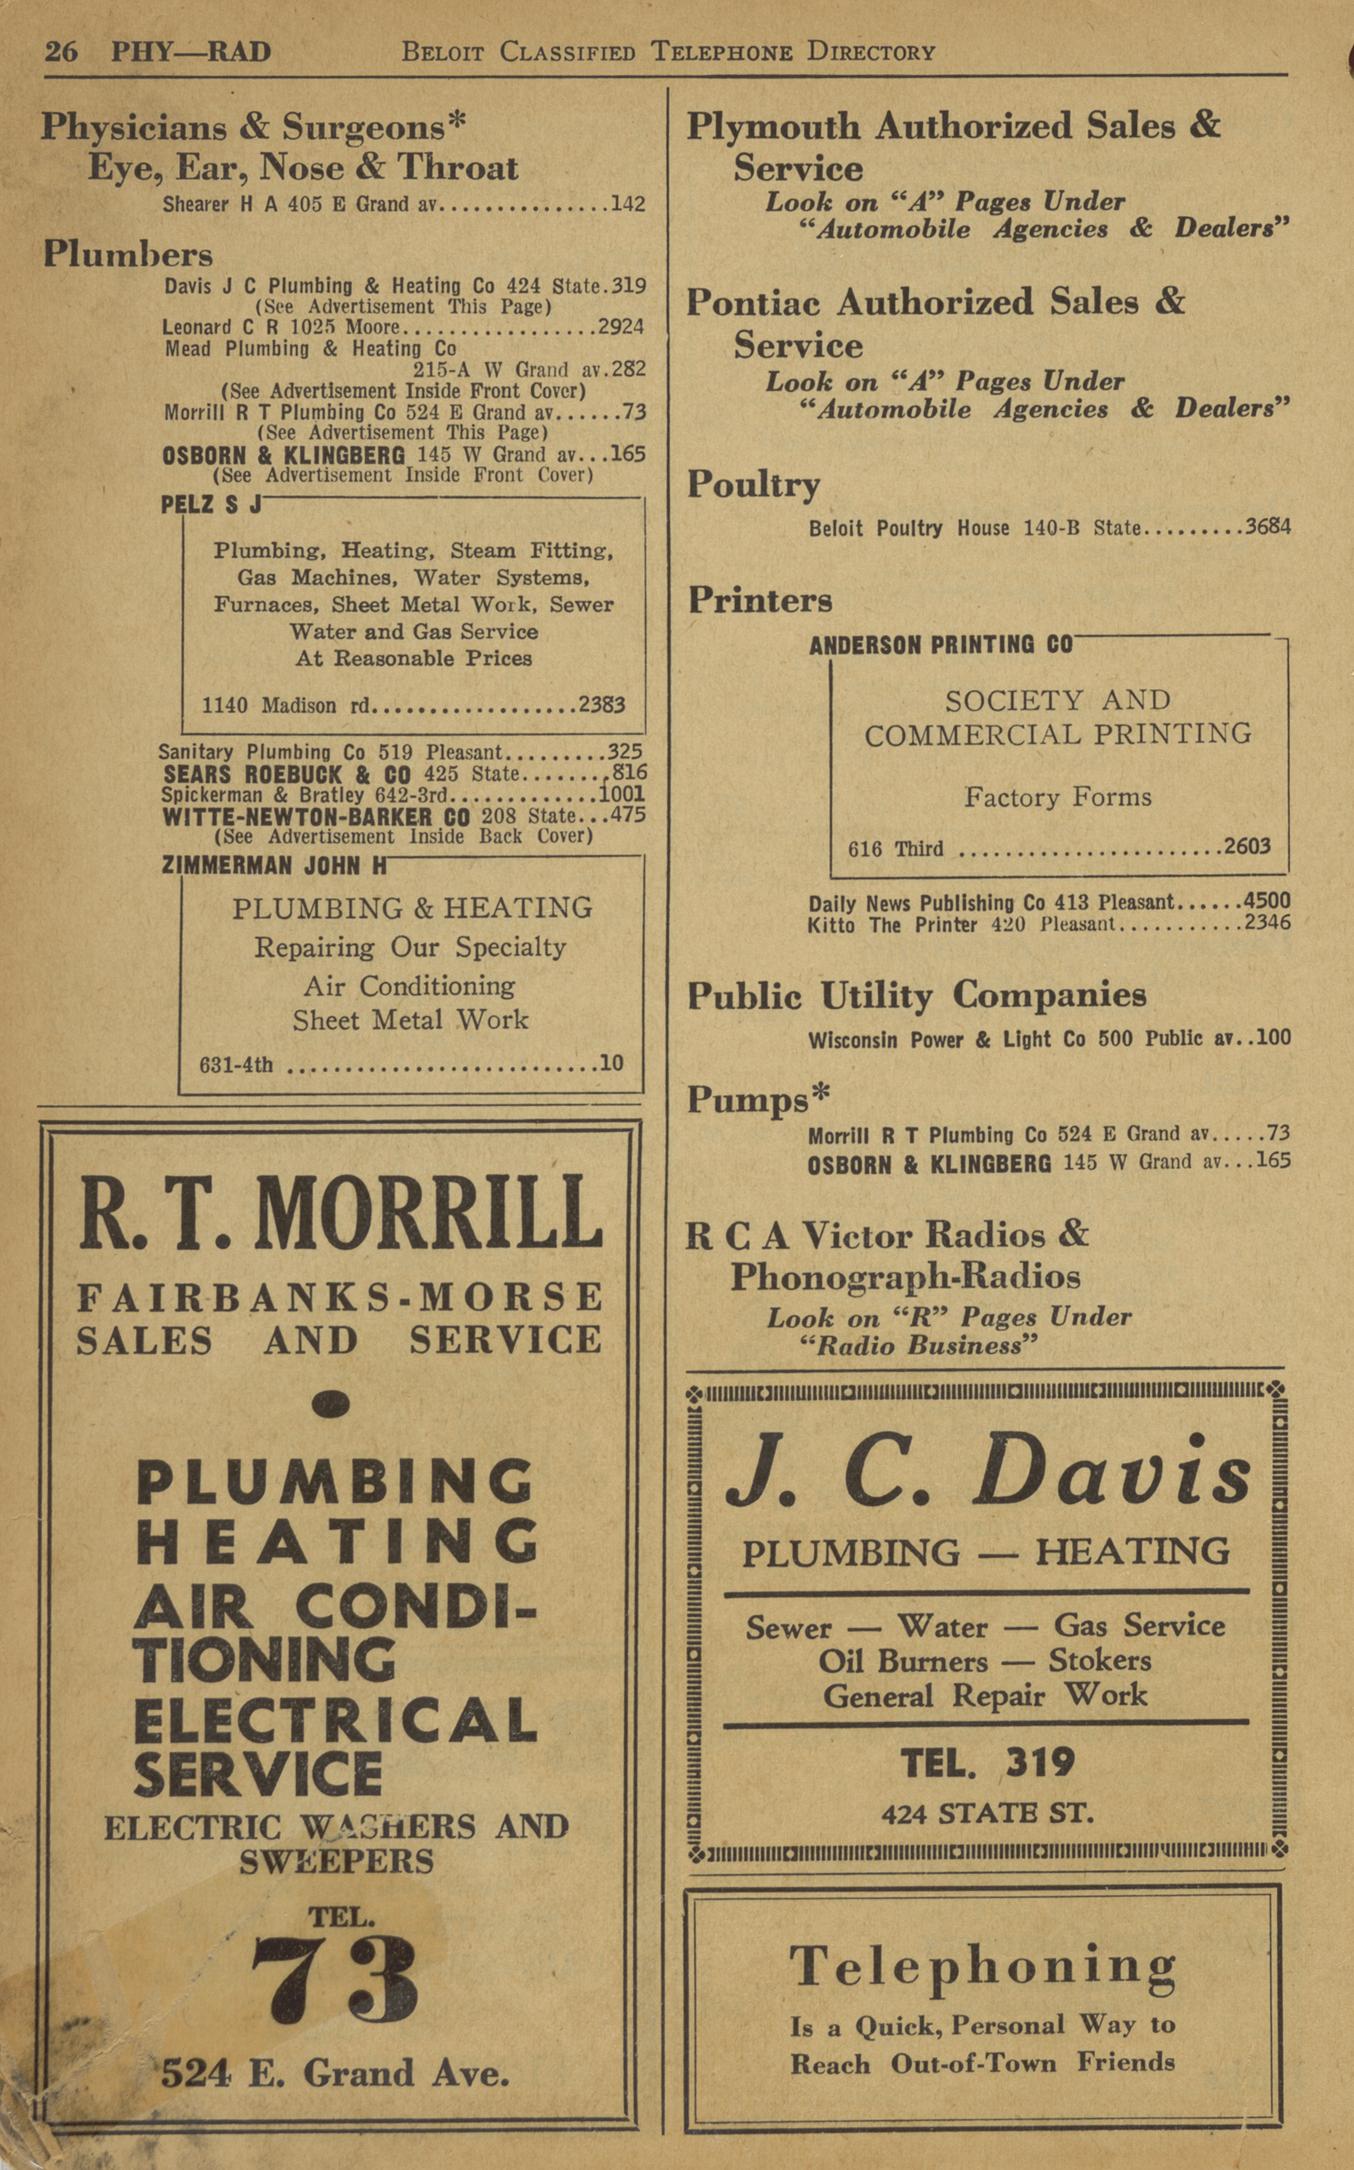 26 PHY—RAD BELOIT CLASSIFIED TELEPHONE DIRECTORY
Physicians & Surgeons*
Eye, Ear, Nose & Throat
Shearer H A 405 E Grand av...............142
Plumbers
Davis J C Plumbing & Heating Co 424 State.319
(See Advertisement This Page)
Leonard C R 1025 Moore.................2924
Mead Plumbing & Heating Co
215-A W Grand av.282
(See Advertisement Inside Front Cover)
Morrill R T Plumbing Co 524 E Grand av......73
(See Advertisement This Page)
OSBORN & KLINGBERG 145 W Grand av...165
(See Advertisement Inside Front Cover)
PELZ S J
Plumbing, Heating, Steam Fitting,
Gas Machines, Water Systems,
Furnaces, Sheet Metal Work, Sewer
Water and Gas Service
At Reasonable Prices
1140 Madison rd..................2383
Sanitary Plumbing Co 519 Pleasant.........325
SEARS ROEBUCK & CO 425 State........816
Spickerman & Bratley 642-3rd.............1001
WITTE-NEWTON-BARKER CO 208 State...475
(See Advertisement Inside Back Cover)
ZIMMERMAN JOHN H
PLUMBING & HEATING
Repairing Our Specialty
Air Conditioning
Sheet Metal Work
631-4th ...........................10
R. T. MORRILL
FAIRBANKS-MORSE
SALES AND SERVICE
PLUMBING
HEATING
AIR CONDI-
TIONING
ELECTRICAL
SERVICE
ELECTRIC WASHERS AND
SWEEPERS
TEL.
73
524 E. Grand Ave.
Plymouth Authorized Sales &
Service
Look on “A” Pages Under
“Automobile Agencies & Dealers”
Pontiac Authorized Sales &
Service
Look on “A” Pages Under
“Automobile Agencies & Dealers”
Poultry
Beloit Poultry House 140-B State.........3684
Printers
ANDERSON PRINTING CO
SOCIETY AND
COMMERCIAL PRINTING
Factory Forms
616 Third .......................2603
Daily News Publishing Co 413 Pleasant......4500
Kitto The Printer 420 Pleasant...........2346
Public Utility Companies
Wisconsin Power & Light Co 500 Public av..100
Pumps*
Morrill R T Plumbing Co 524 E Grand av.....73
OSBORN & KLINGBERG 145 W Grand av...165
R C A Victor Radios &
Phonograph-Radios
Look on “R” Pages Under
“Radio Business”
J. C. Davis
PLUMBING — HEATING
Sewer — Water — Gas Service
Oil Burners — Stokers
General Repair Work
TEL. 319
424 STATE ST.
Telephoning
Is a Quick, Personal Way to
Reach Out-of-Town Friends